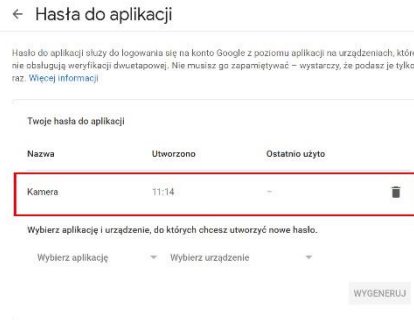 ← Hasła do aplikacji
Hasło do aplikacji służy do logowania się na konto Google z poziomu aplikacji na urządzeniach, które
nie obsługują weryfikacji dwuetapowej. Nie musisz go zapamiętywać – wystarczy, że podasz je tylko
raz. Więcej informacji
Twoje hasła do aplikacji
Nazwa Utworzono Ostatnio użyto
Kamera 11:14 –
Wybierz aplikację i urządzenie, do których chcesz utworzyć nowe hasło.
Wybierz aplikację Wybierz urządzenie
WYGENERUJ